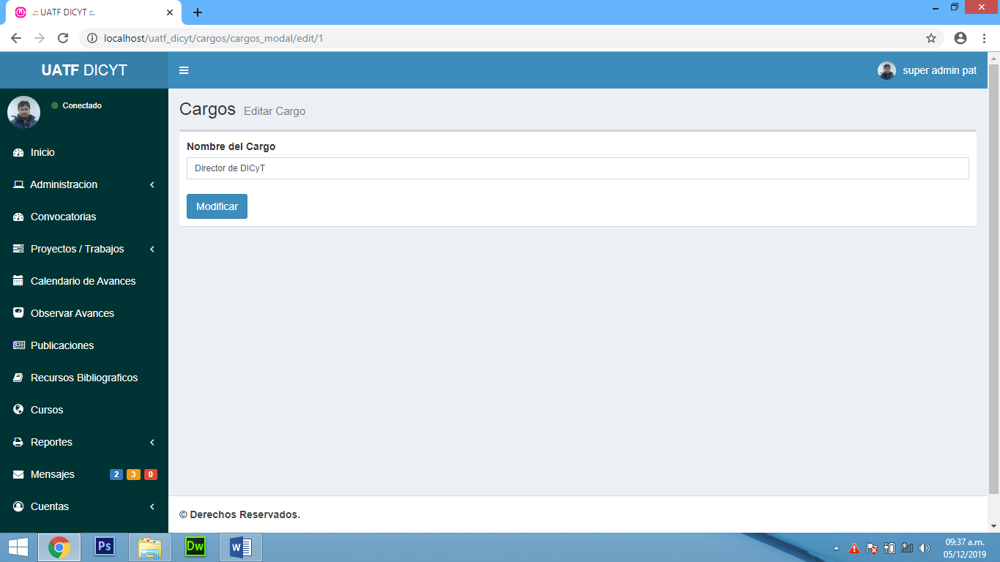 .:: UATF DICYT ::.
localhost/uatf_dicyt/cargos/cargos_modal/edit/1
UATF DICYT
super admin pat
Conectado
Cargos Editar Cargo
Nombre del Cargo
Director de DICyT
Modificar
Inicio
Administracion
Convocatorias
Proyectos / Trabajos
Calendario de Avances
Observar Avances
Publicaciones
Recursos Bibliograficos
Cursos
Reportes
Mensajes 2 3 0
Cuentas
© Derechos Reservados.
Ps
Dw
W
09:37 a.m.
05/12/2019